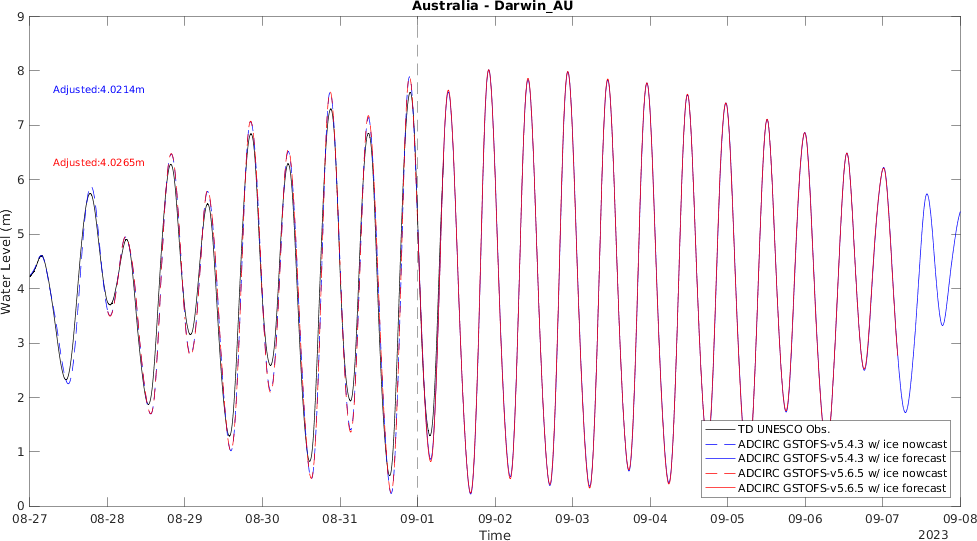 Australia - Darwin_AU
9
8
Adjusted:4.0214m
7
Adjusted:4.0265m
6
5
4
3
2
1
0
Water Level (m)
TD UNESCO Obs.
ADCIRC GSTOFS-v5.4.3 w/ ice nowcast
ADCIRC GSTOFS-v5.4.3 w/ ice forecast
ADCIRC GSTOFS-v5.6.5 w/ ice nowcast
ADCIRC GSTOFS-v5.6.5 w/ ice forecast
08-27 08-28 08-29 08-30 08-31 09-01 09-02 09-03 09-04 09-05 09-06 09-07 09-08
Time
2023